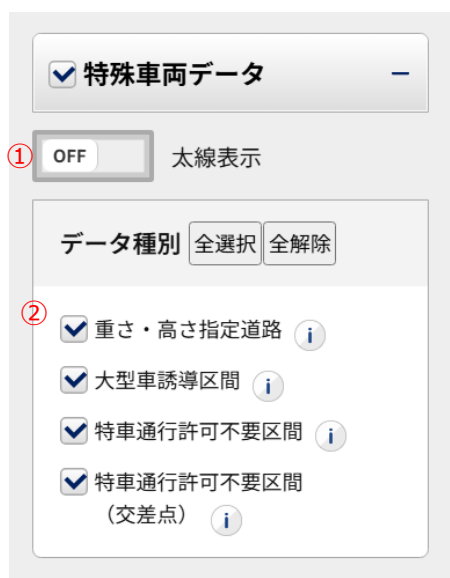 特殊車両データ
① OFF 太線表示
データ種別 全選択 全解除
②
重さ・高さ指定道路 i
大型車誘導区間 i
特車通行許可不要区間 i
特車通行許可不要区間
（交差点） i